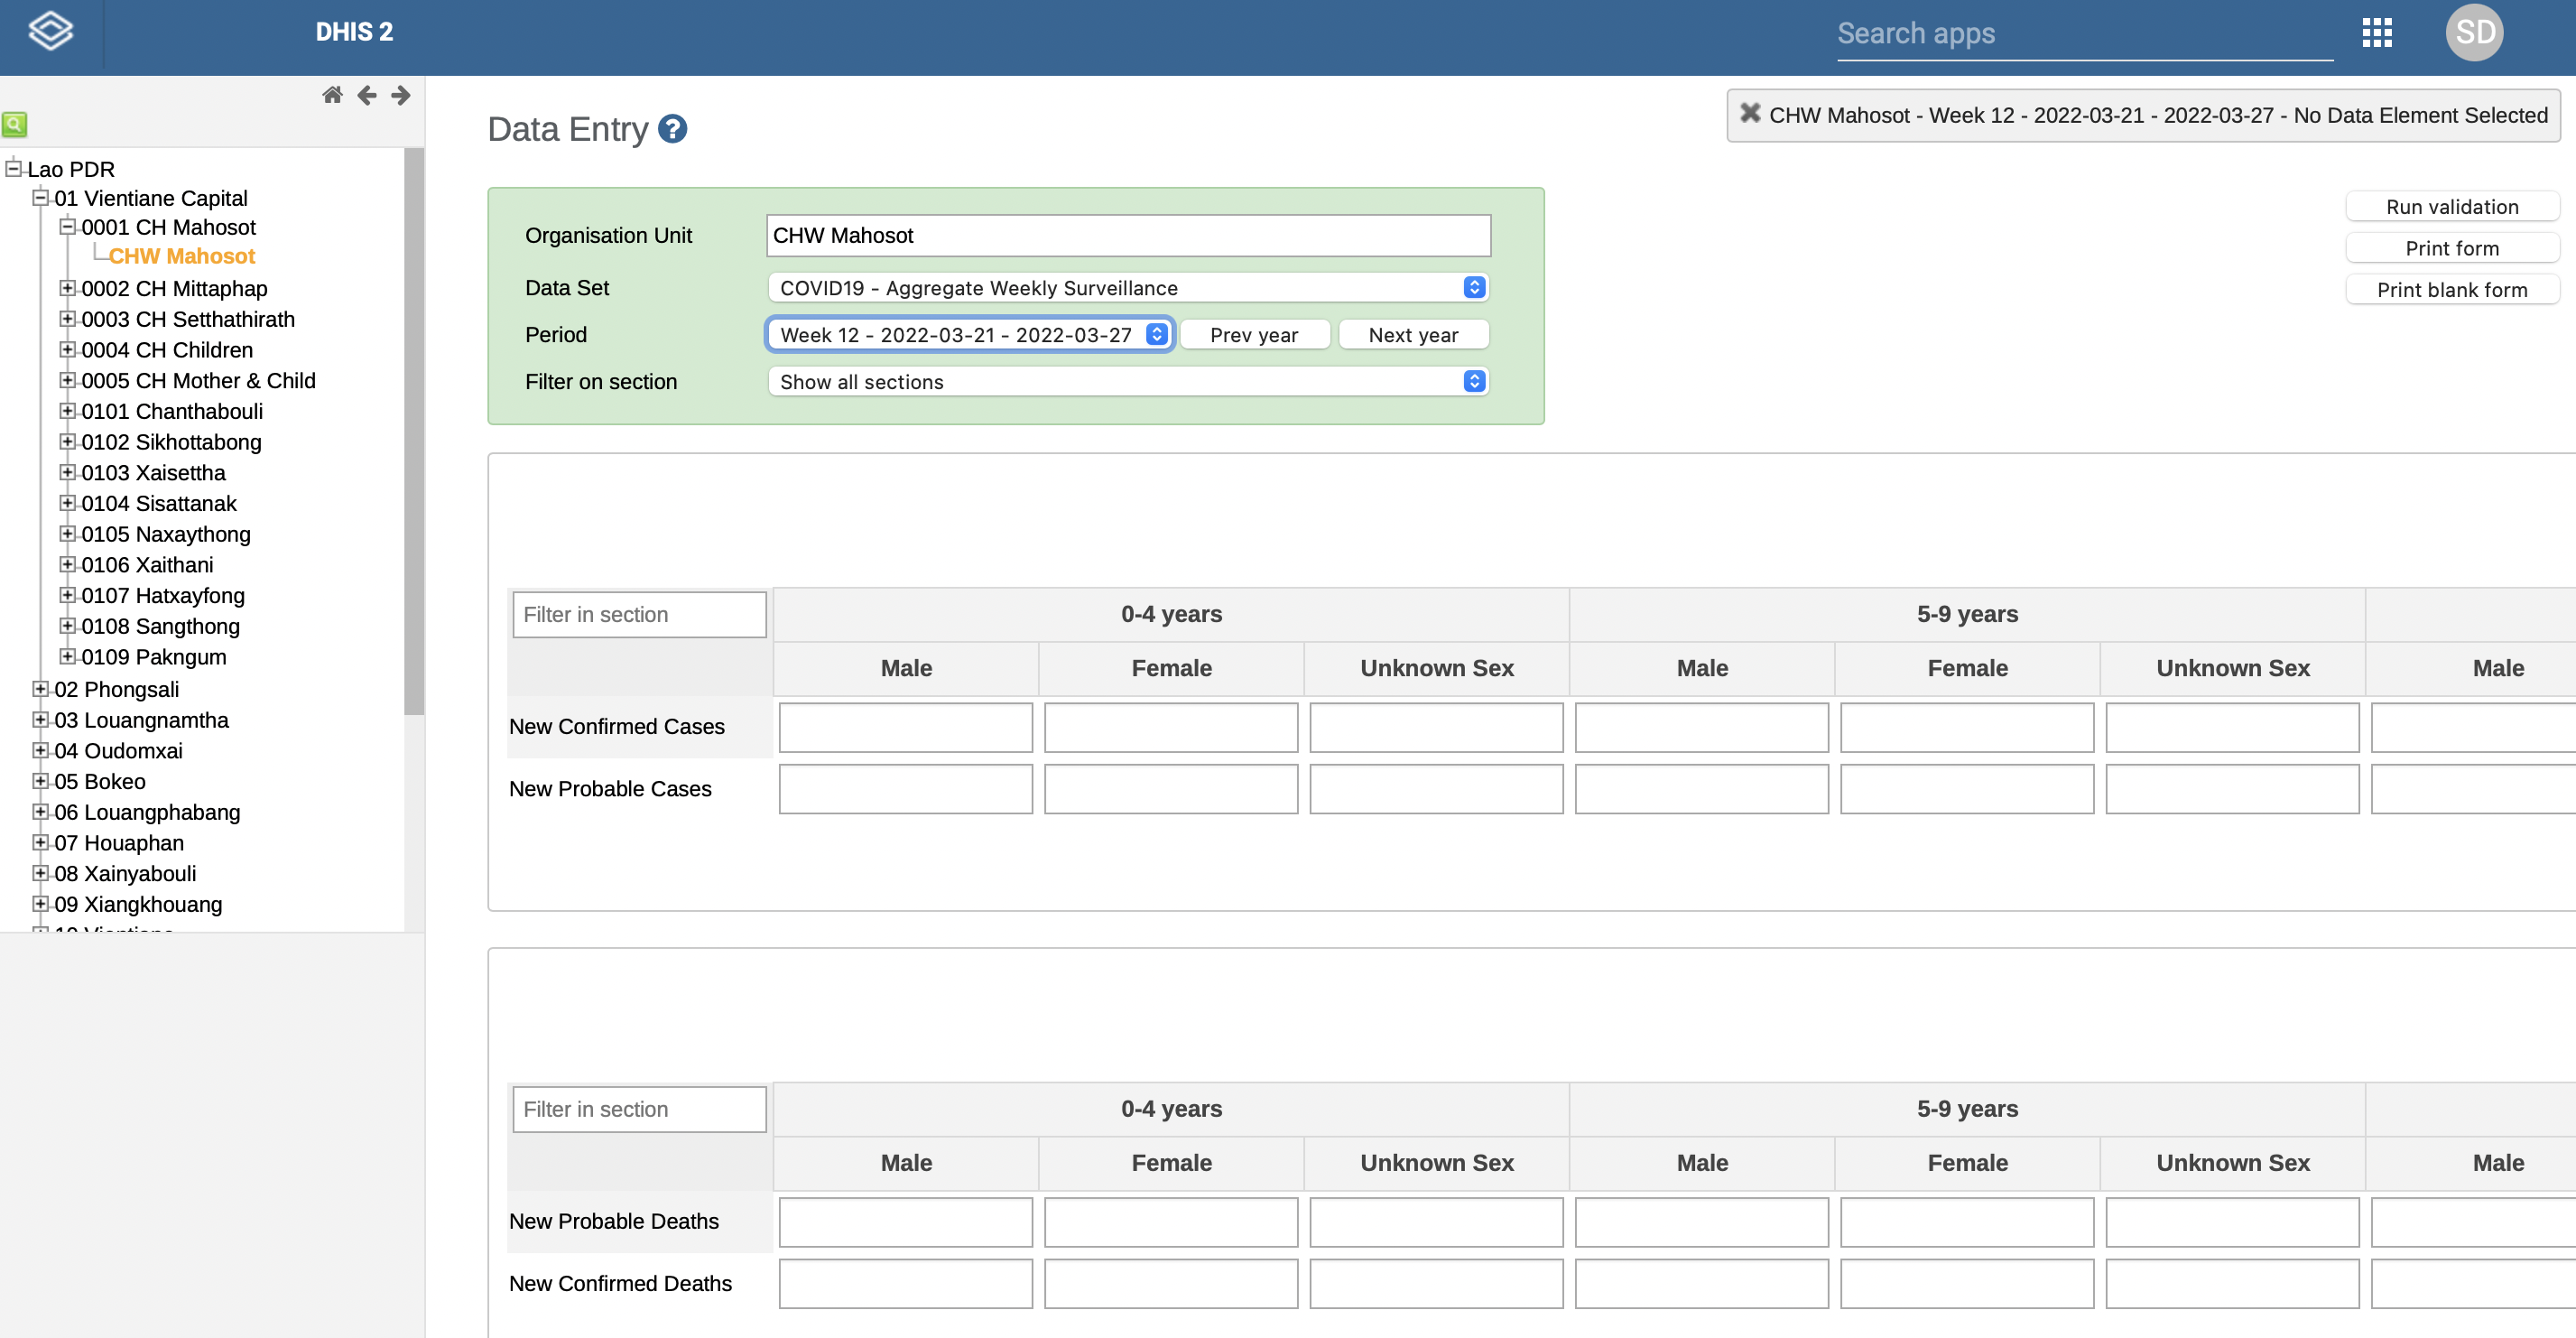 DHIS 2
Search apps
SD
Lao PDR
01 Vientiane Capital
0001 CH Mahosot
CHW Mahosot
0002 CH Mittaphap
0003 CH Setthathirath
0004 CH Children
0005 CH Mother & Child
0101 Chanthabouli
0102 Sikhottabong
0103 Xaisettha
0104 Sisattanak
0105 Naxaythong
0106 Xaithani
0107 Hatxayfong
0108 Sangthong
0109 Pakngum
02 Phongsali
03 Louangnamtha
04 Oudomxai
05 Bokeo
06 Louangphabang
07 Houaphan
08 Xainyabouli
09 Xiangkhouang
10 Vientiane
Data Entry ?
CHW Mahosot - Week 12 - 2022-03-21 - 2022-03-27 - No Data Element Selected
Organisation Unit CHW Mahosot
Data Set COVID19 - Aggregate Weekly Surveillance
Period Week 12 - 2022-03-21 - 2022-03-27 Prev year Next year
Filter on section Show all sections
Run validation
Print form
Print blank form
Filter in section 0-4 years 5-9 years
Male Female Unknown Sex Male Female Unknown Sex Male
New Confirmed Cases
New Probable Cases
Filter in section 0-4 years 5-9 years
Male Female Unknown Sex Male Female Unknown Sex Male
New Probable Deaths
New Confirmed Deaths